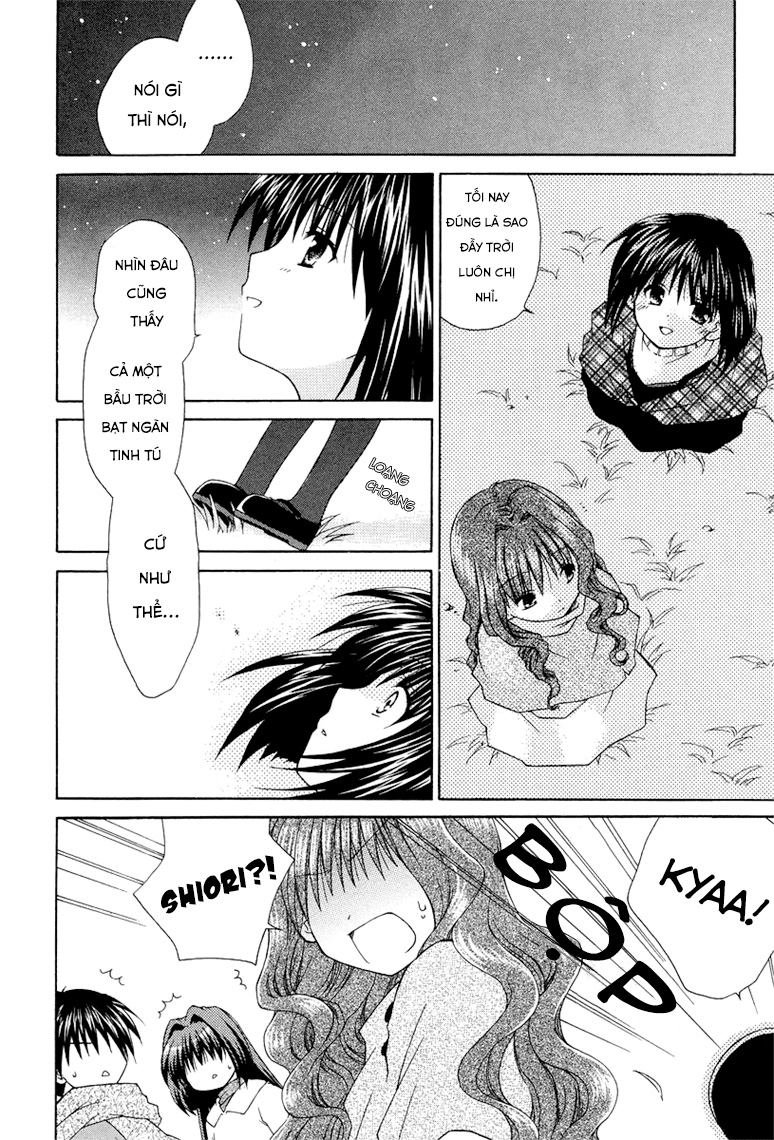 ......
NÓI GÌ
THÌ NÓI,
TỐI NAY
ĐÚNG LÀ SAO
ĐẦY TRỜI
LUÔN CHỊ
NHỈ.
NHÌN ĐÂU
CŨNG
THẤY
CẢ MỘT
BẦU TRỜI
BẠT NGÀN
TINH TÚ
LOẠNG
CHOẠNG
CỨ
NHƯ
THỂ...
KYAA!
BỘP
SHIORI?!